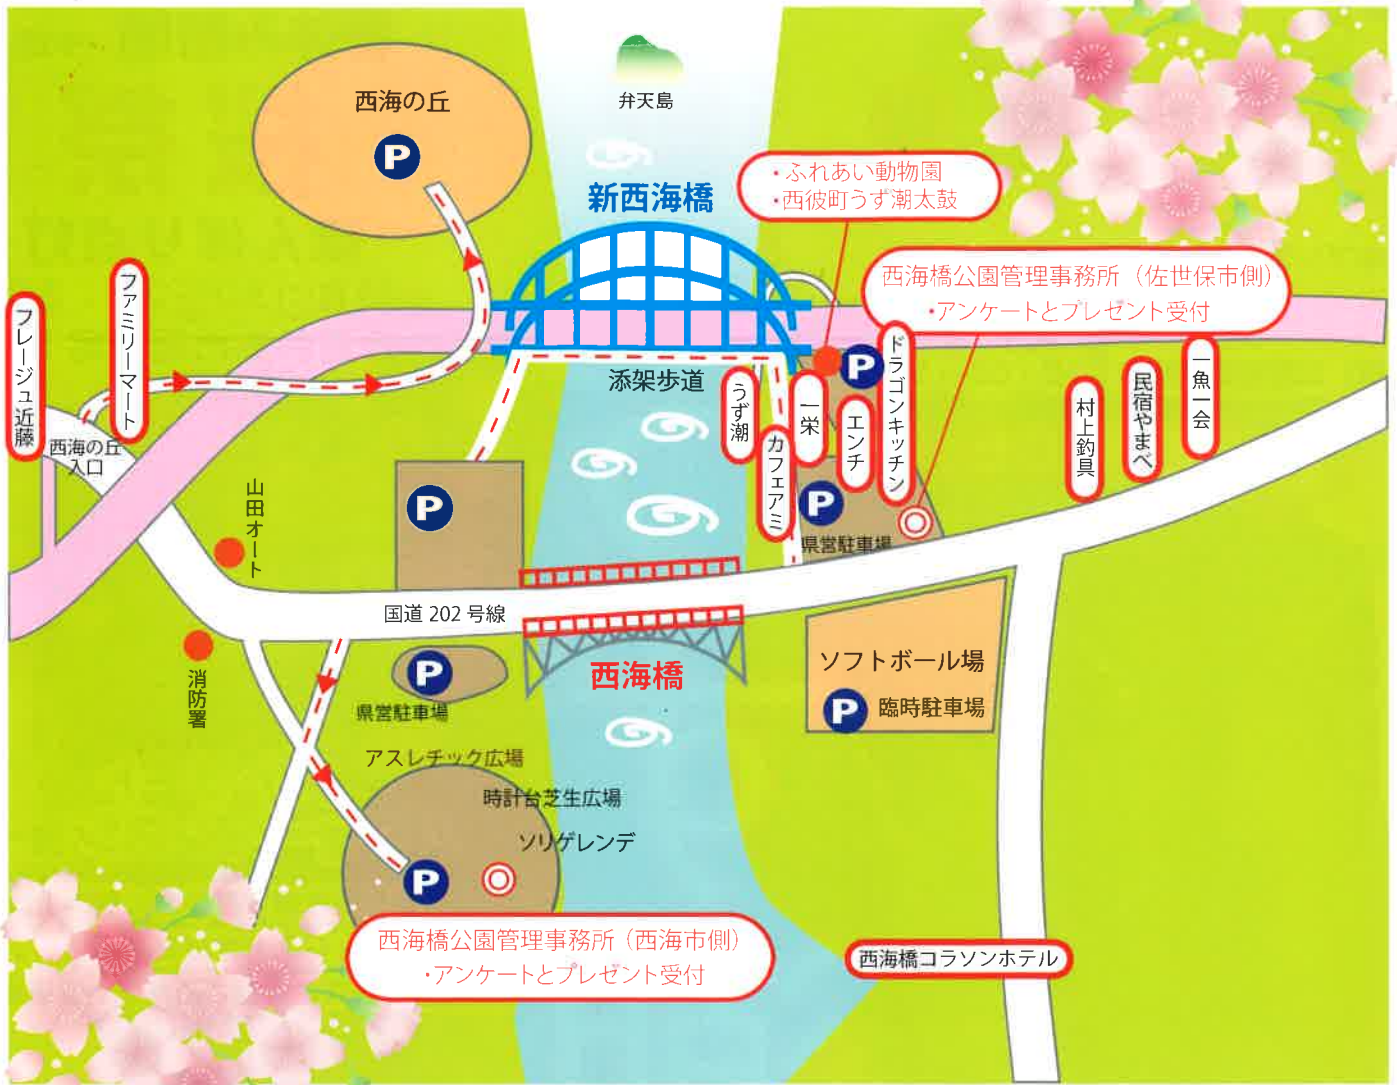 弁天島
西海の丘
P
新西海橋
・ふれあい動物園
・西彼町うず潮太鼓
西海橋公園管理事務所（佐世保市側）
・アンケートとプレゼント受付
フレージュ近藤
ファミリーマート
西海の丘
入口
添架歩道
うず潮
カフェアミ
一栄
エンチ
P
ドラゴンキッチン
村上釣具
民宿やまべ
一魚一会
山田オート
P
P
県営駐車場
国道 202 号線
西海橋
消防署
P
県営駐車場
ソフトボール場
P 臨時駐車場
アスレチック広場
時計台芝生広場
ソリゲレンデ
P
西海橋公園管理事務所（西海市側）
・アンケートとプレゼント受付
西海橋コラソンホテル